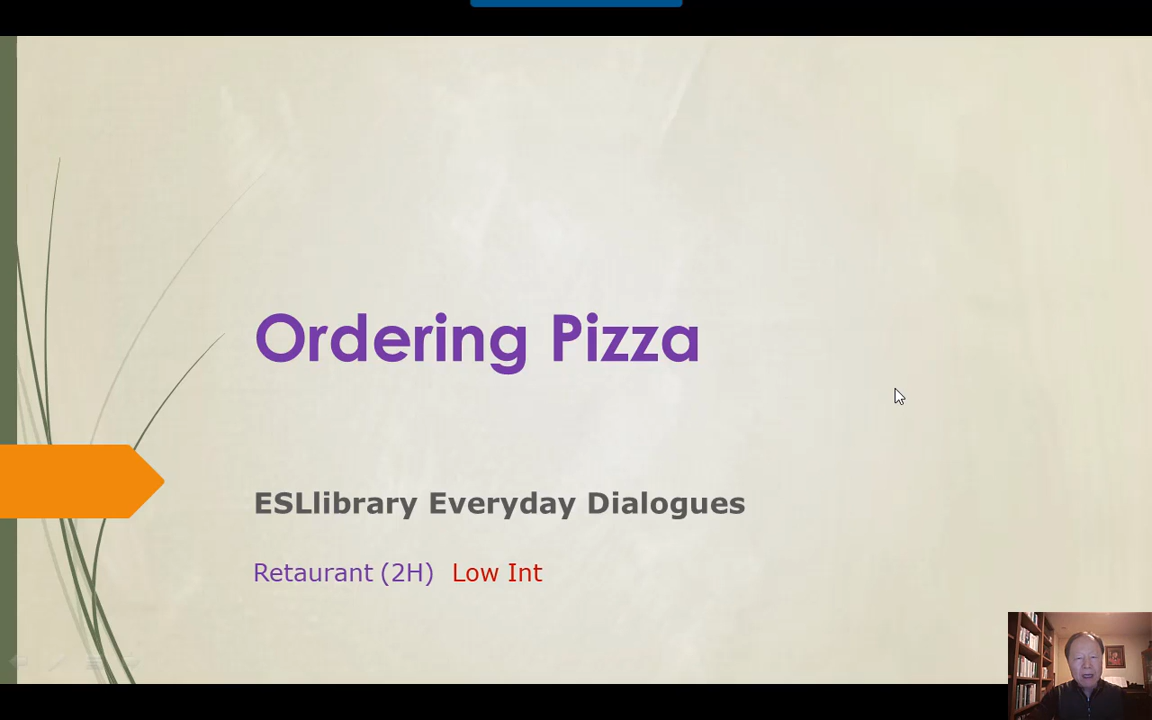 Ordering Pizza
ESLlibrary Everyday Dialogues
Retaurant (2H) Low Int